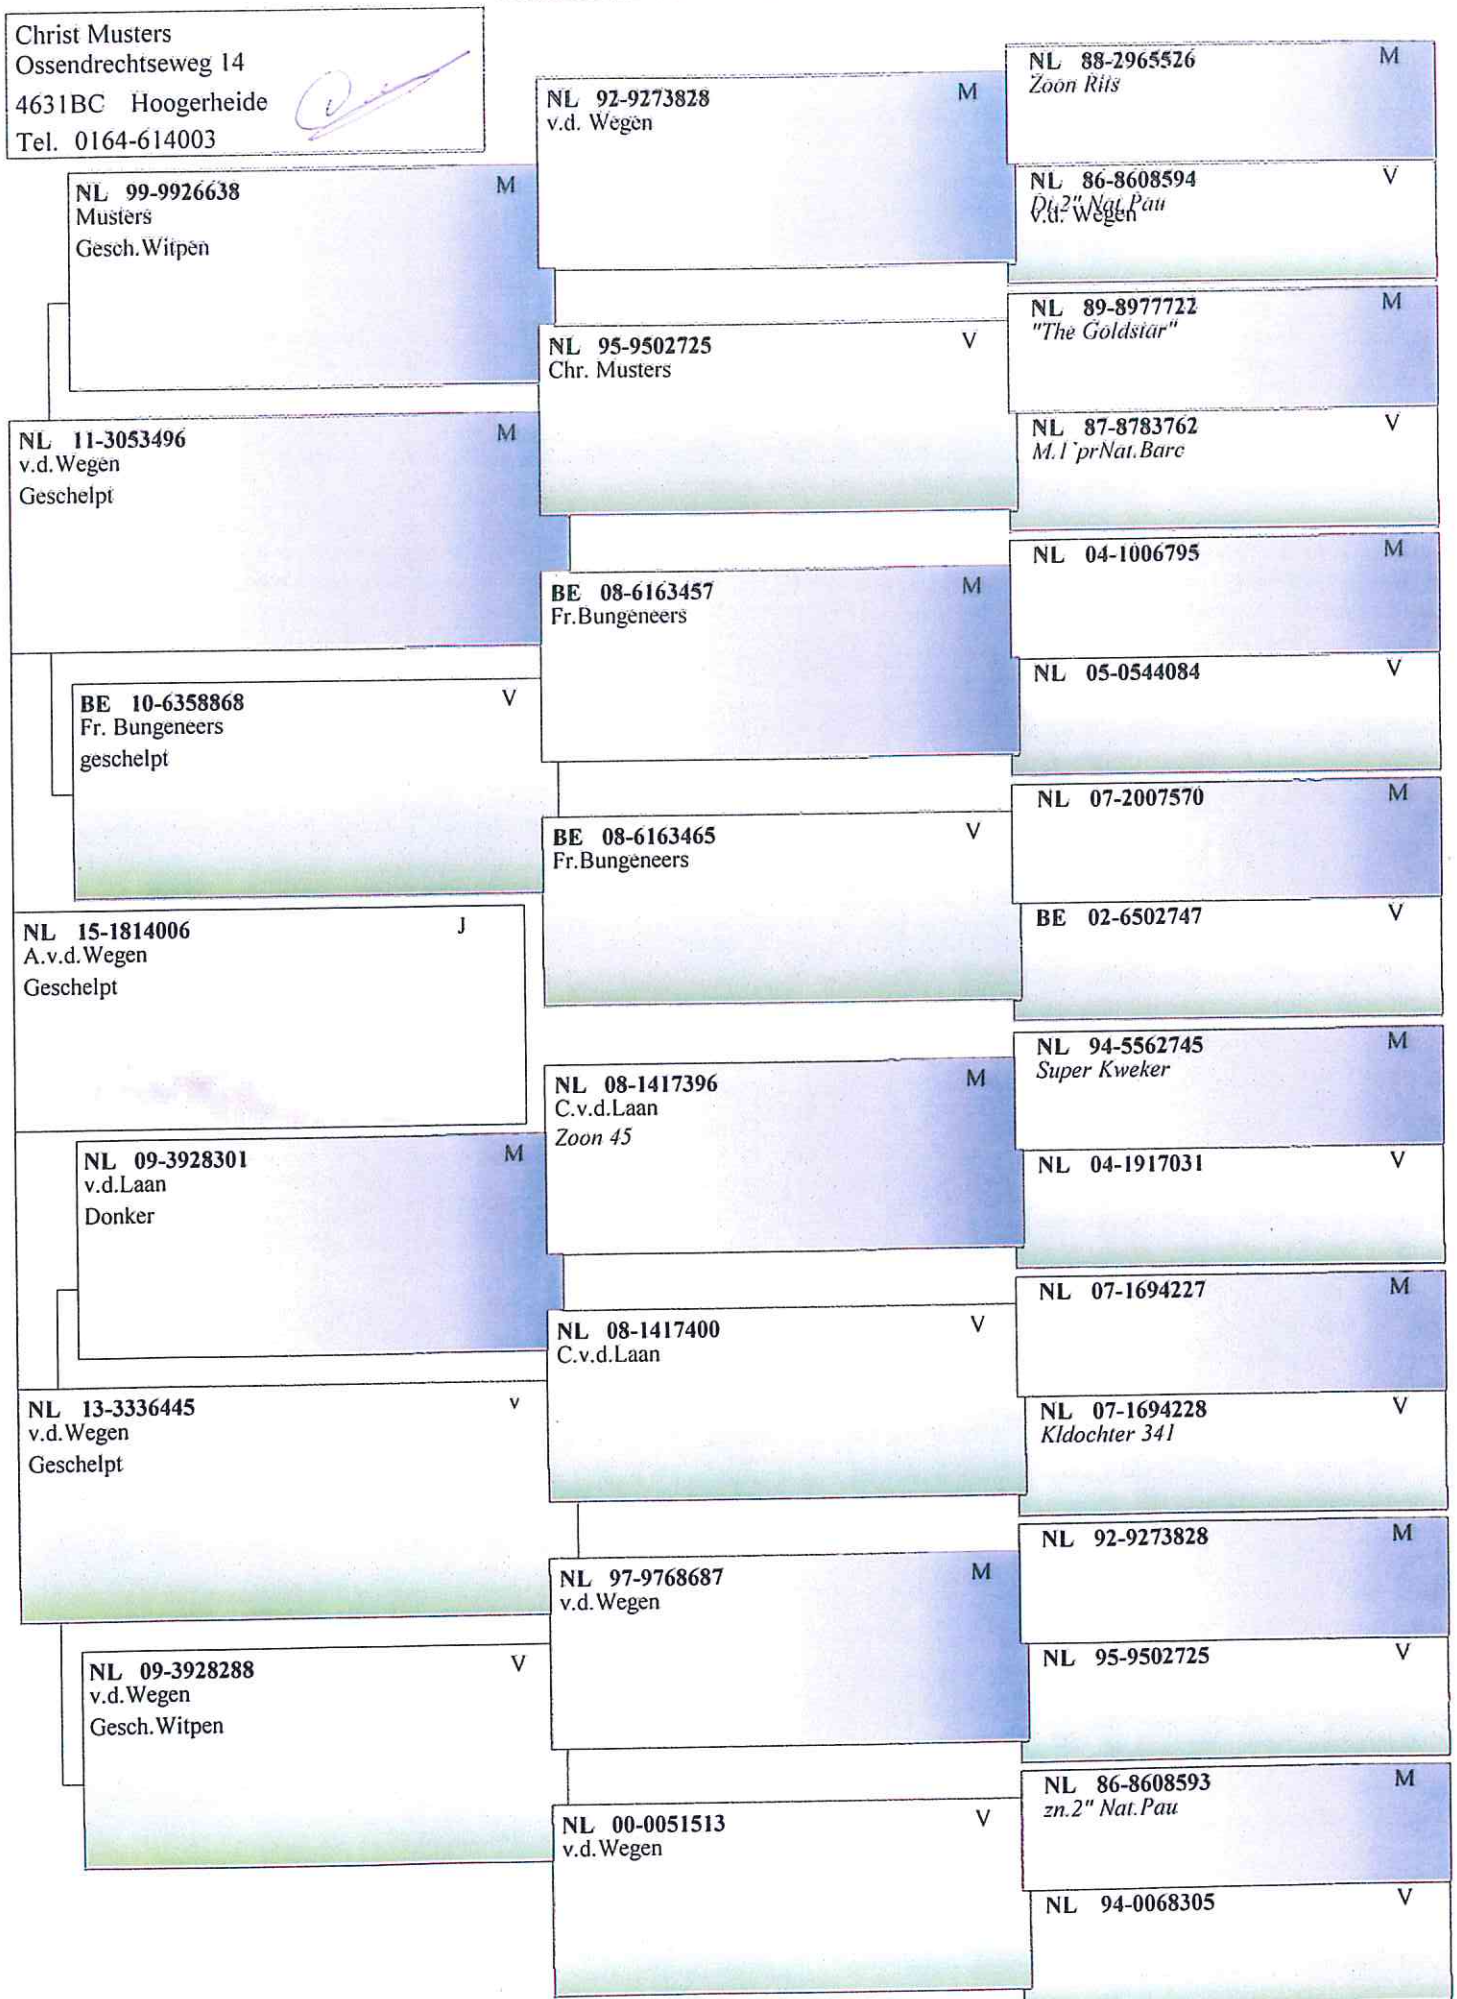 Christ Musters
Ossendrechtseweg 14
4631BC Hoogerheide
Tel. 0164-614003
NL 99-9926638 M
Musters
Gesch.Witpen
NL 11-3053496 M
v.d.Wegen
Geschelpt
BE 10-6358868 V
Fr. Bungeneers
geschelpt
NL 15-1814006 J
A.v.d.Wegen
Geschelpt
NL 09-3928301 M
v.d.Laan
Donker
NL 13-3336445 v
v.d.Wegen
Geschelpt
NL 09-3928288 V
v.d.Wegen
Gesch.Witpen
NL 92-9273828 M
v.d. Wegen
NL 95-9502725 V
Chr. Musters
BE 08-6163457 M
Fr.Bungeneers
BE 08-6163465 V
Fr.Bungeneers
NL 08-1417396 M
C.v.d.Laan
Zoon 45
NL 08-1417400 V
C.v.d.Laan
NL 97-9768687 M
v.d.Wegen
NL 00-0051513 V
v.d.Wegen
NL 88-2965526 M
Zoon Rits
NL 86-8608594 V
2" Nat.Pau
v.d. Wegen
NL 89-8977722 M
"The Goldstar"
NL 87-8783762 V
M.1`prNat.Barc
NL 04-1006795 M
NL 05-0544084 V
NL 07-2007570 M
BE 02-6502747 V
NL 94-5562745 M
Super Kweker
NL 04-1917031 V
NL 07-1694227 M
NL 07-1694228 V
Kldochter 341
NL 92-9273828 M
NL 95-9502725 V
NL 86-8608593 M
zn.2" Nat.Pau
NL 94-0068305 V